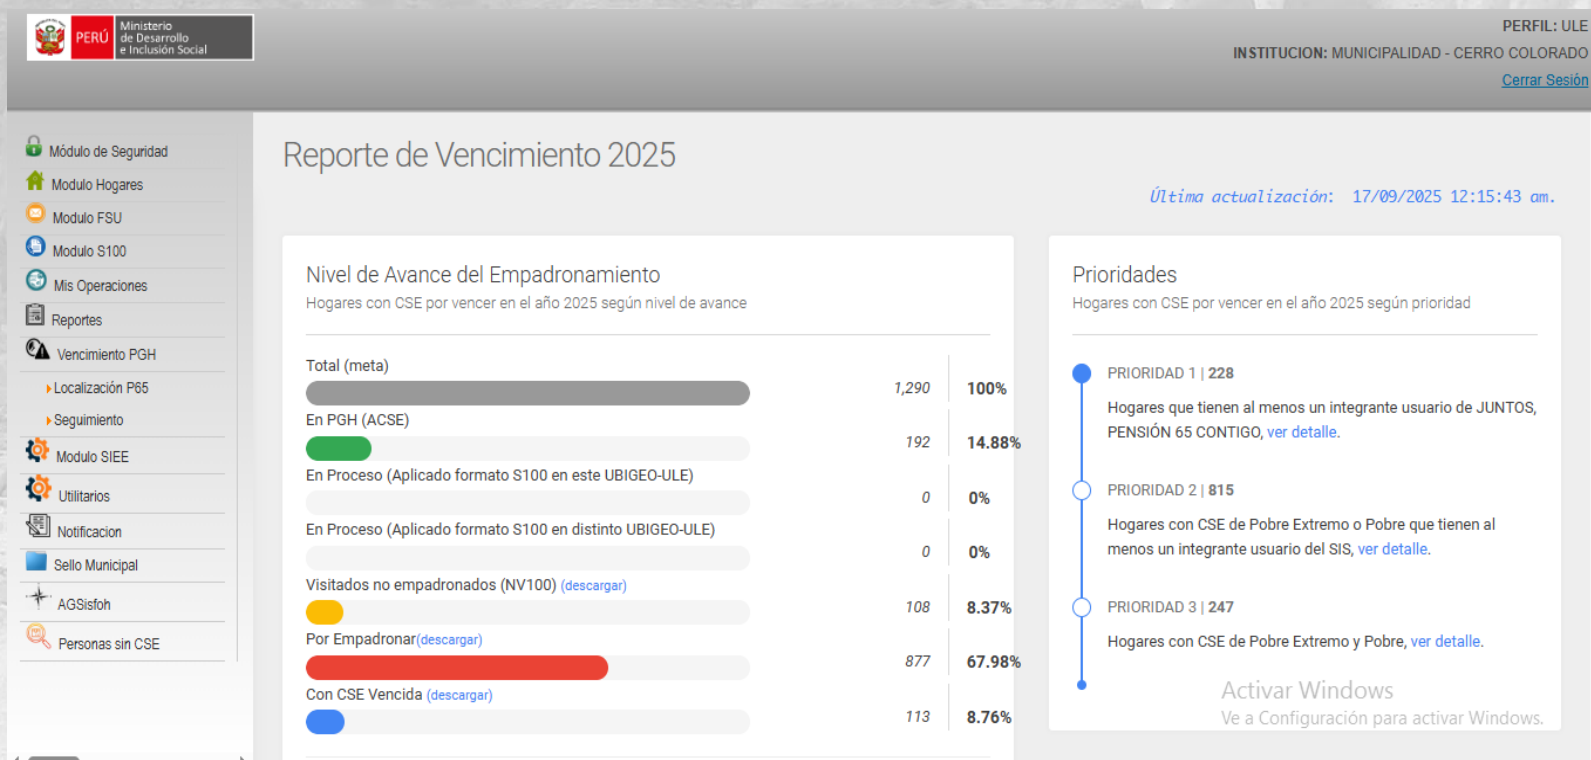 PERÚ
Ministerio
de Desarrollo
e Inclusión Social
PERFIL: ULE
INSTITUCION: MUNICIPALIDAD - CERRO COLORADO
Cerrar Sesión
Módulo de Seguridad
Modulo Hogares
Modulo FSU
Modulo S100
Mis Operaciones
Reportes
Vencimiento PGH
Localización P65
Seguimiento
Modulo SIEE
Utilitarios
Notificacion
Sello Municipal
AGSisfoh
Personas sin CSE
Reporte de Vencimiento 2025
Última actualización: 17/09/2025 12:15:43 am.
Nivel de Avance del Empadronamiento
Hogares con CSE por vencer en el año 2025 según nivel de avance
Total (meta)
1,290 100%
En PGH (ACSE)
192 14.88%
En Proceso (Aplicado formato S100 en este UBIGEO-ULE)
0 0%
En Proceso (Aplicado formato S100 en distinto UBIGEO-ULE)
0 0%
Visitados no empadronados (NV100) (descargar)
108 8.37%
Por Empadronar(descargar)
877 67.98%
Con CSE Vencida (descargar)
113 8.76%
Prioridades
Hogares con CSE por vencer en el año 2025 según prioridad
PRIORIDAD 1 | 228
Hogares que tienen al menos un integrante usuario de JUNTOS,
PENSIÓN 65 CONTIGO, ver detalle.
PRIORIDAD 2 | 815
Hogares con CSE de Pobre Extremo o Pobre que tienen al
menos un integrante usuario del SIS, ver detalle.
PRIORIDAD 3 | 247
Hogares con CSE de Pobre Extremo y Pobre, ver detalle.
Activar Windows
Ve a Configuración para activar Windows.